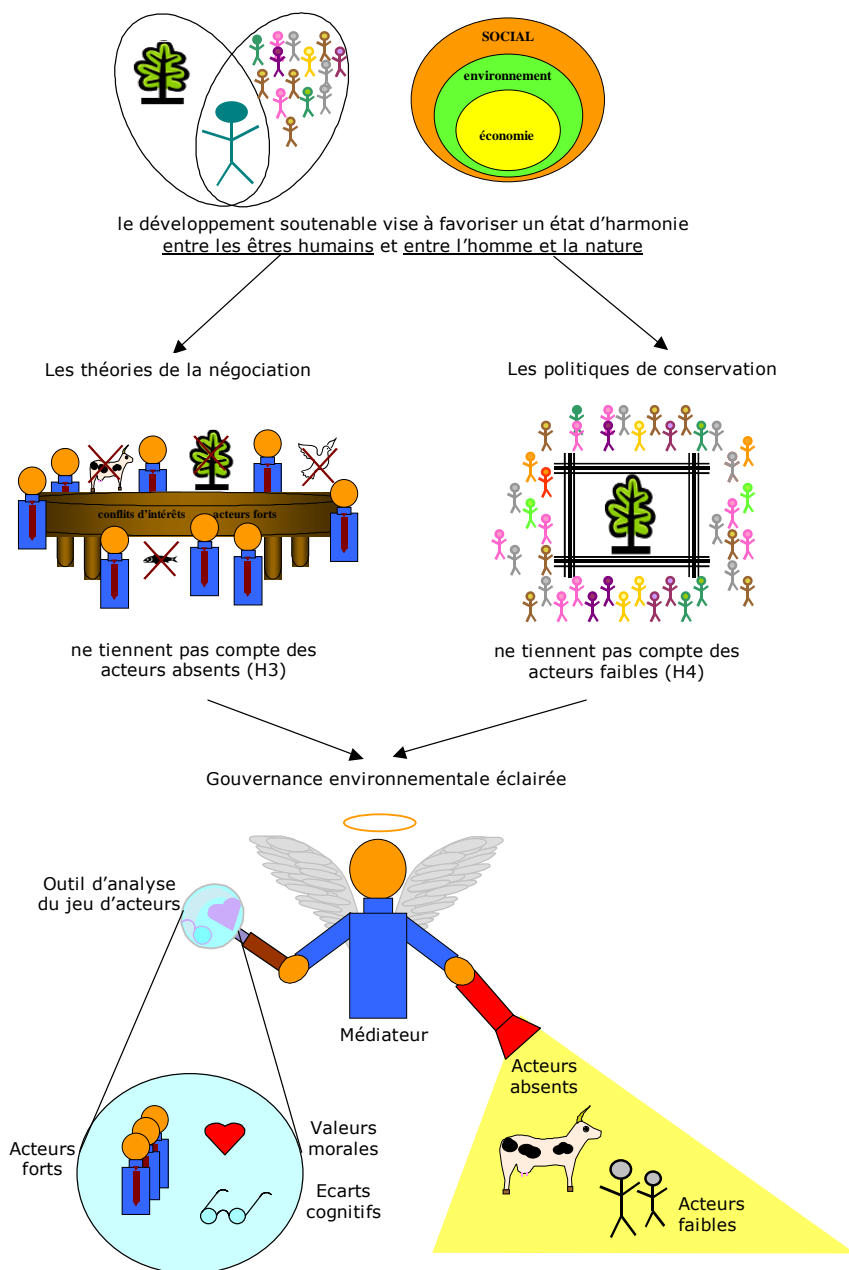 SOCIAL
environnement
économie
le développement soutenable vise à favoriser un état d'harmonie
entre les êtres humains et entre l'homme et la nature
Les théories de la négociation
Les politiques de conservation
conflits d'intérêts acteurs forts
ne tiennent pas compte des
acteurs absents (H3)
ne tiennent pas compte des
acteurs faibles (H4)
Gouvernance environnementale éclairée
Outil d'analyse
du jeu d'acteurs
Médiateur
Acteurs
absents
Acteurs
forts
Valeurs
morales
Ecarts
cognitifs
Acteurs
faibles